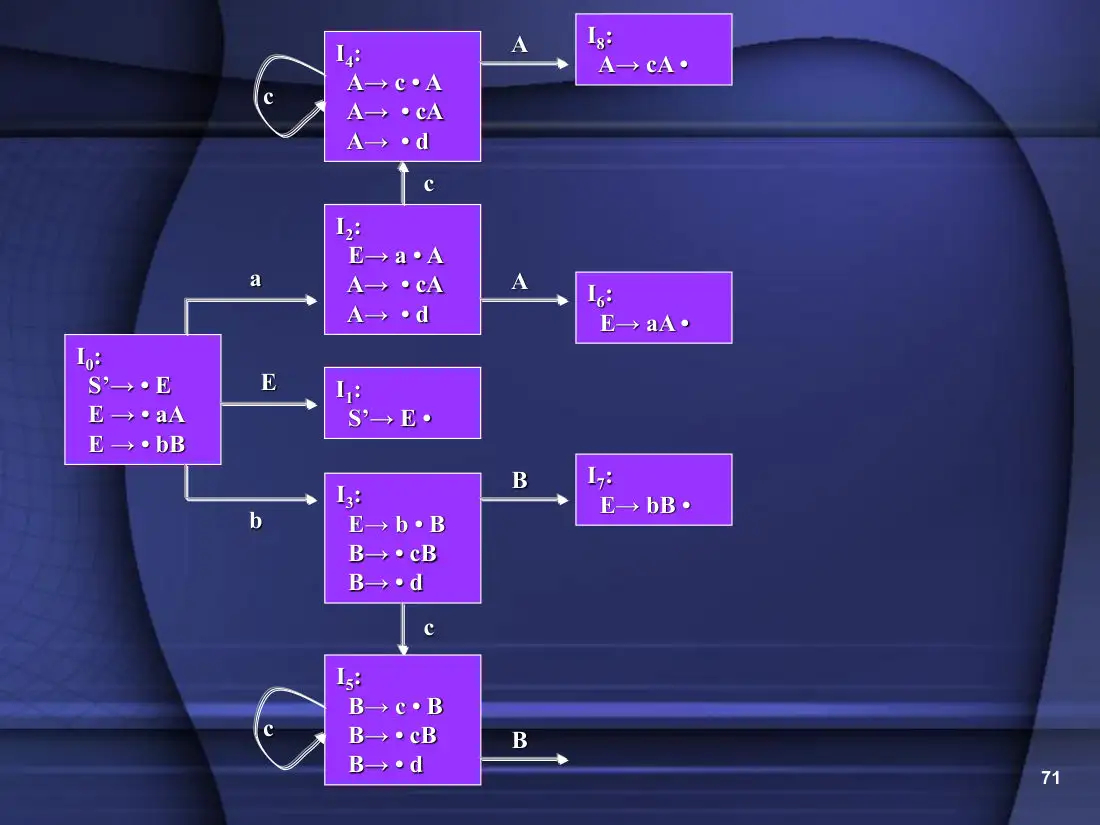 I4:
A→ c • A
A→ • cA
A→ • d
c
A
I8:
A→ cA •
c
I2:
E→ a • A
A→ • cA
A→ • d
a
A
I6:
E→ aA •
I0:
S’→ • E
E → • aA
E → • bB
E
I1:
S’→ E •
b
I3:
E→ b • B
B→ • cB
B→ • d
B
I7:
E→ bB •
c
I5:
B→ c • B
B→ • cB
B→ • d
c
B
71